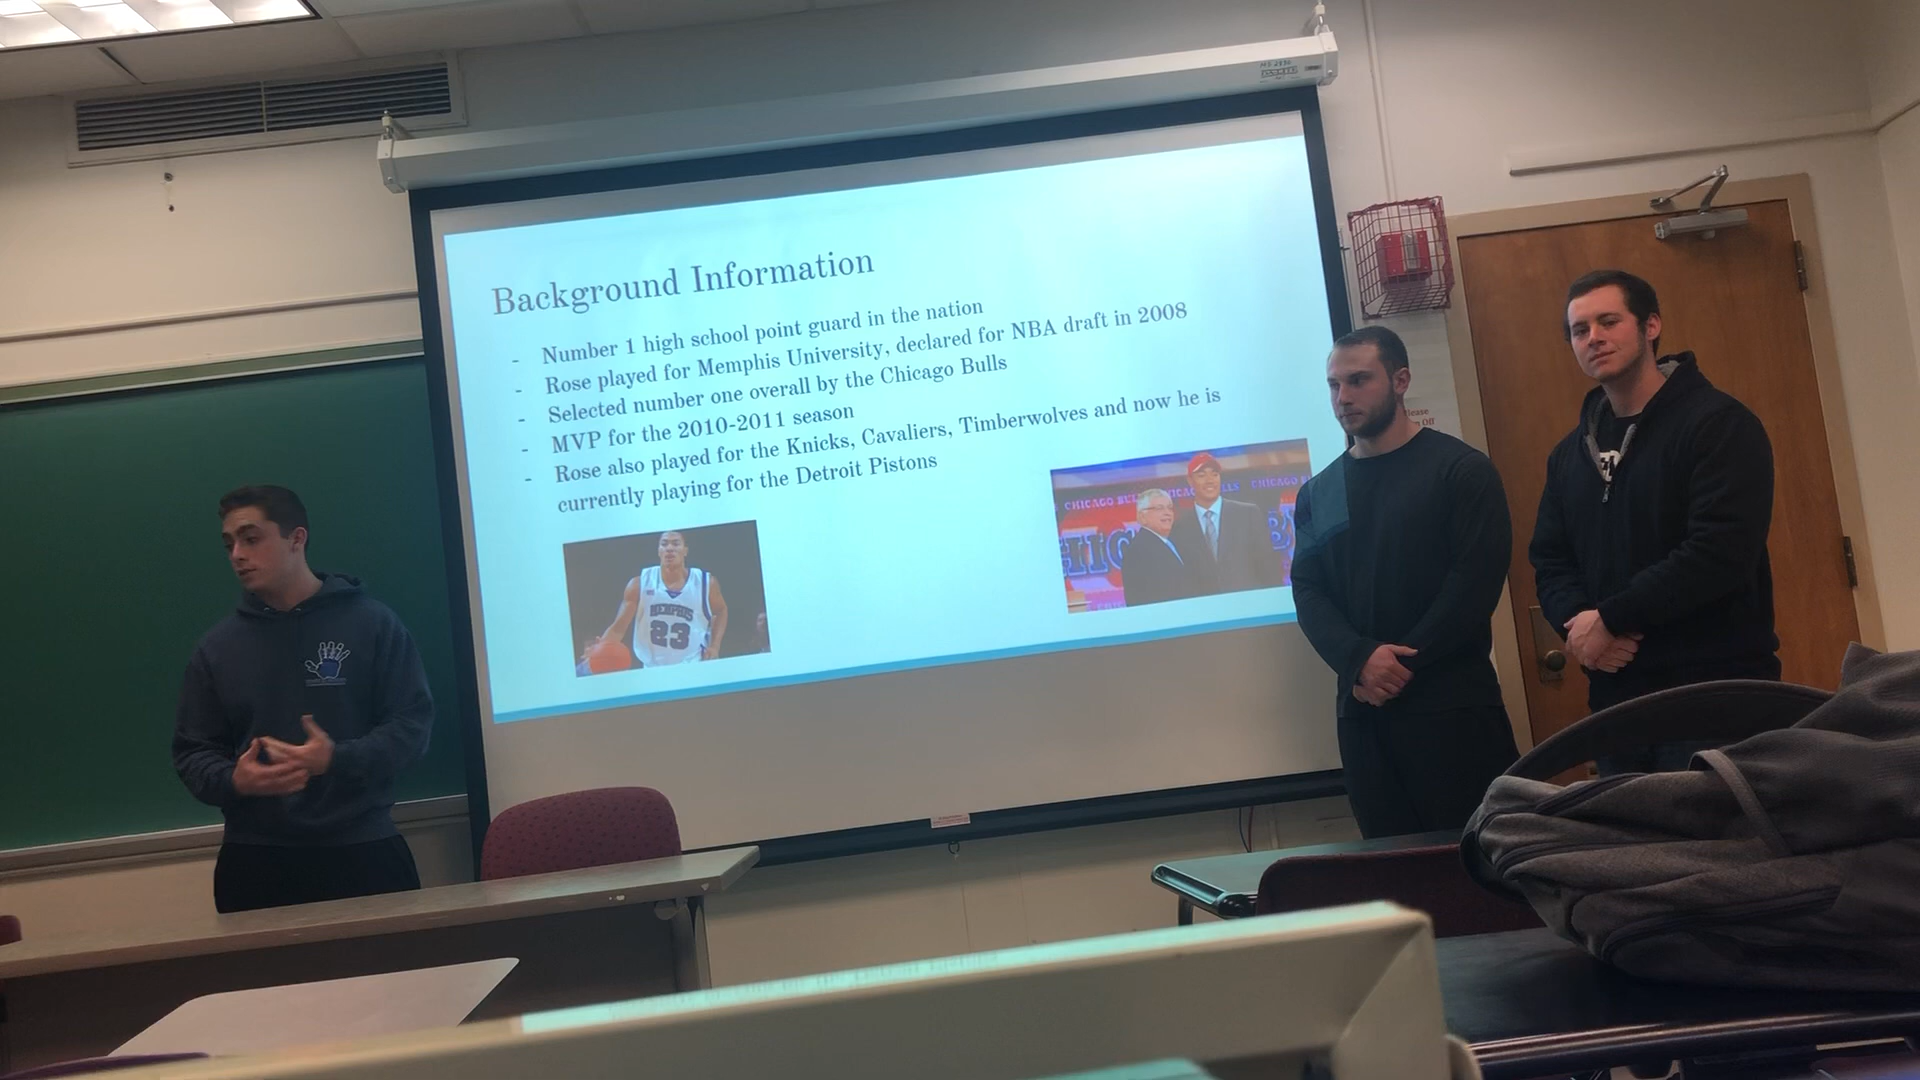 Background Information
- Number 1 high school point guard in the nation
- Rose played for Memphis University, declared for NBA draft in 2008
- Selected number one overall by the Chicago Bulls
- MVP for the 2010-2011 season
- Rose also played for the Knicks, Cavaliers, Timberwolves and now he is
currently playing for the Detroit Pistons
CHICAGO BULLS
MEMPHIS
23
Please
Off